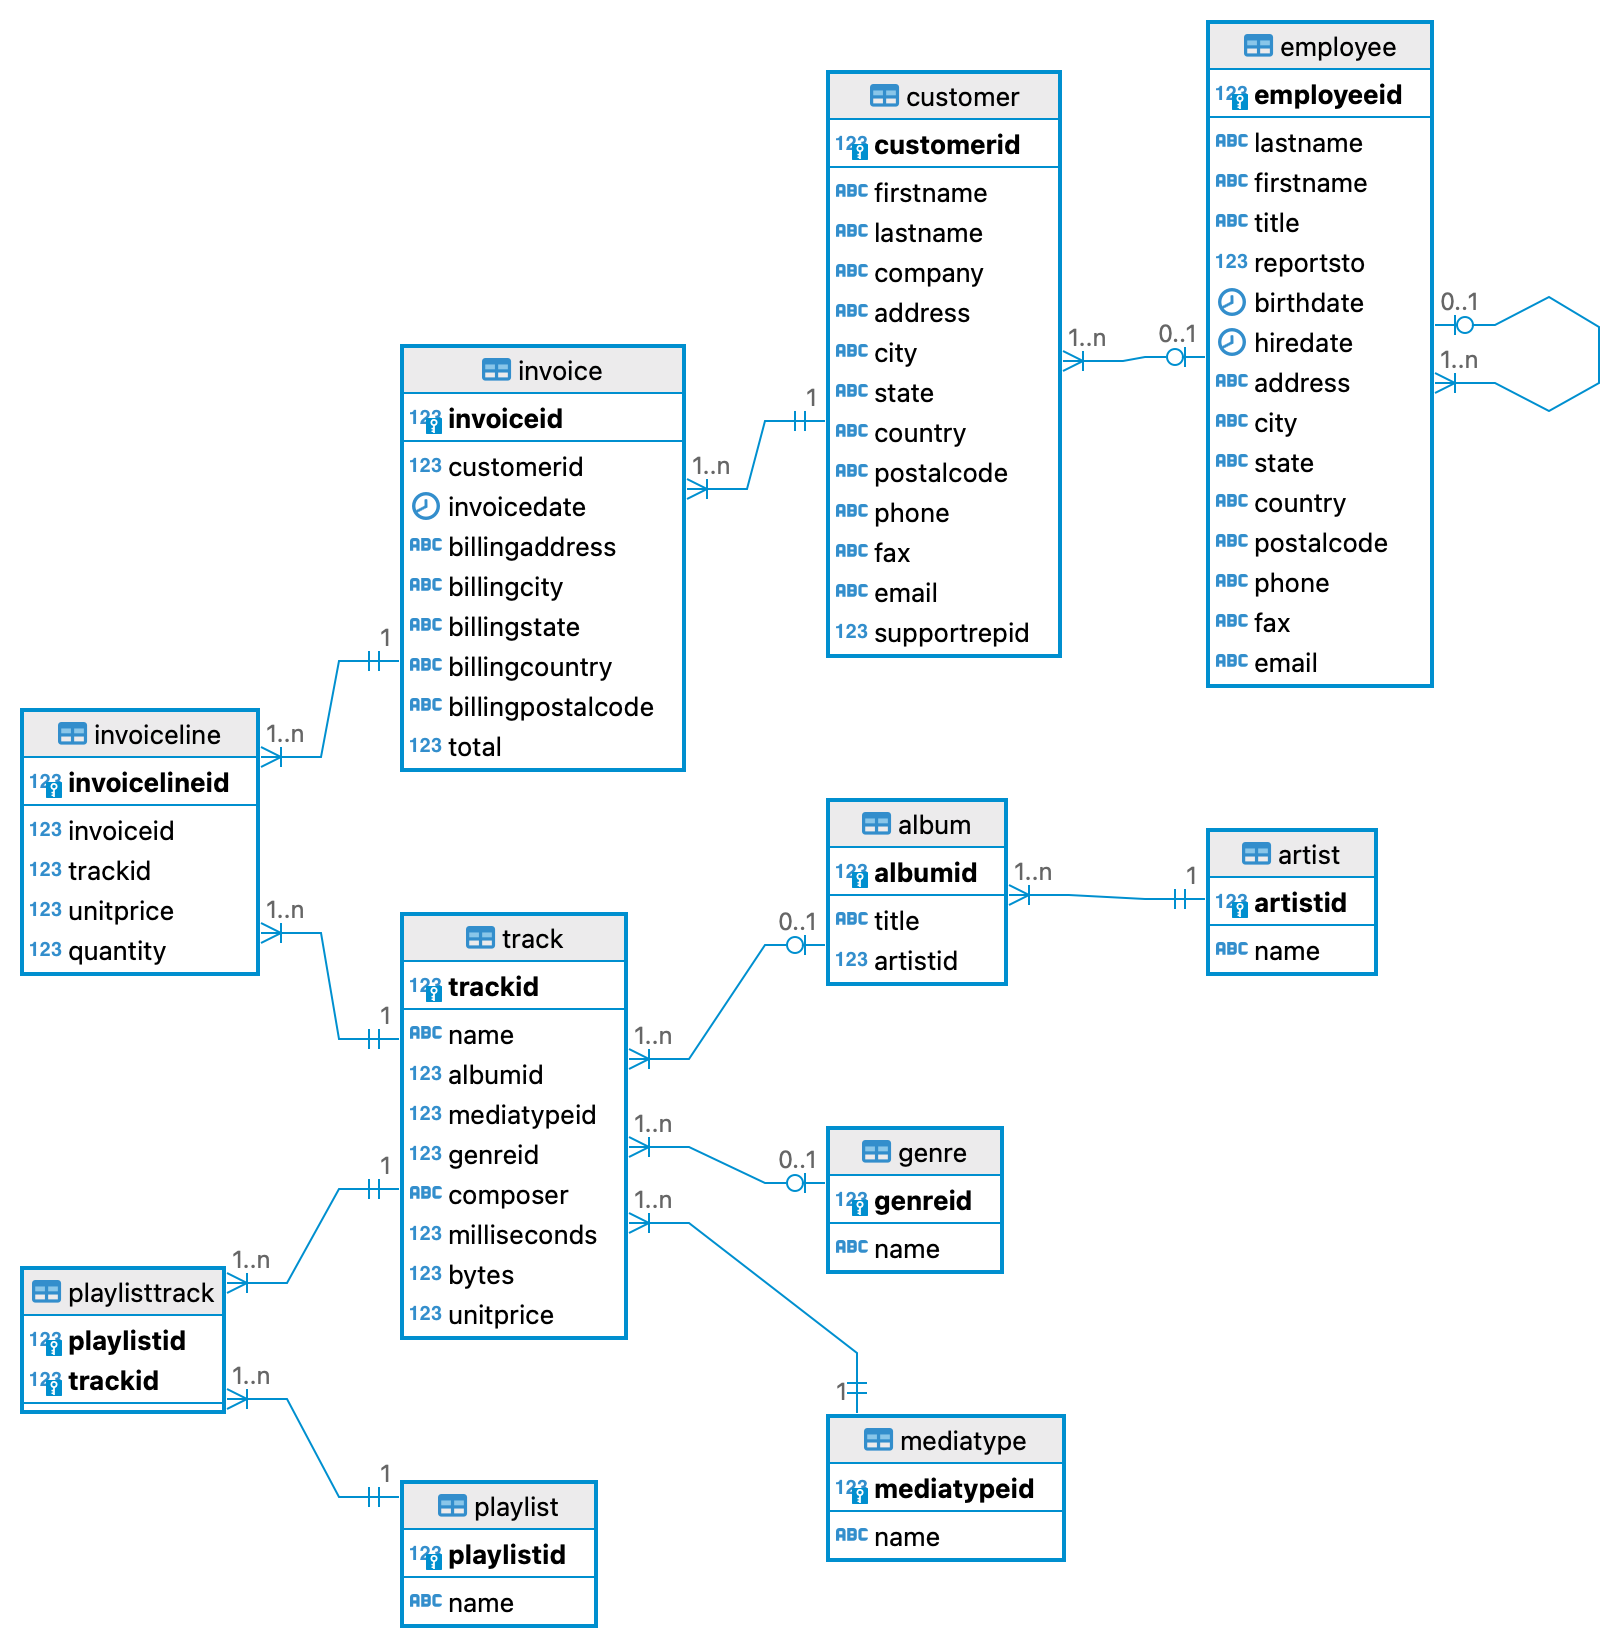 employee
123 employeeid
ABC lastname
ABC firstname
ABC title
123 reportsto
birthdate
hiredate
ABC address
ABC city
ABC state
ABC country
ABC postalcode
ABC phone
ABC fax
ABC email
0..1
1..n
customer
123 customerid
ABC firstname
ABC lastname
ABC company
ABC address
ABC city
ABC state
ABC country
ABC postalcode
ABC phone
ABC fax
ABC email
123 supportrepid
1..n
0..1
invoice
123 invoiceid
123 customerid
invoicedate
ABC billingaddress
ABC billingcity
ABC billingstate
ABC billingcountry
ABC billingpostalcode
123 total
1..n
1
invoiceline
123 invoicelineid
123 invoiceid
123 trackid
123 unitprice
123 quantity
1..n
1
1..n
1
track
123 trackid
ABC name
123 albumid
123 mediatypeid
123 genreid
ABC composer
123 milliseconds
123 bytes
123 unitprice
1..n
0..1
1..n
0..1
1..n
1
album
123 albumid
ABC title
123 artistid
1..n
1
artist
123 artistid
ABC name
genre
123 genreid
ABC name
mediatype
123 mediatypeid
ABC name
playlisttrack
123 playlistid
123 trackid
1..n
1
1..n
1
playlist
123 playlistid
ABC name